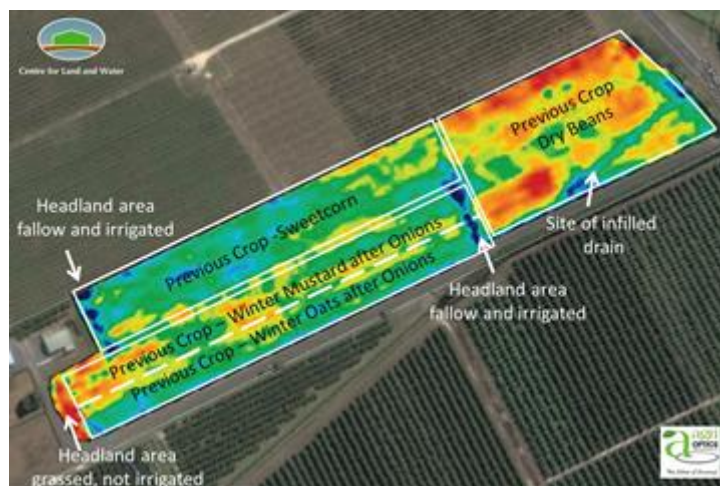 Centre for Land and Water
Previous Crop
Dry Beans
Headland area
fallow and irrigated
Previous Crop -Sweetcorn
Site of infilled
drain
Previous Crop – Winter Mustard after Onions
Previous Crop – Winter Oats after Onions
Headland area
fallow and irrigated
Headland area
grassed, not irrigated